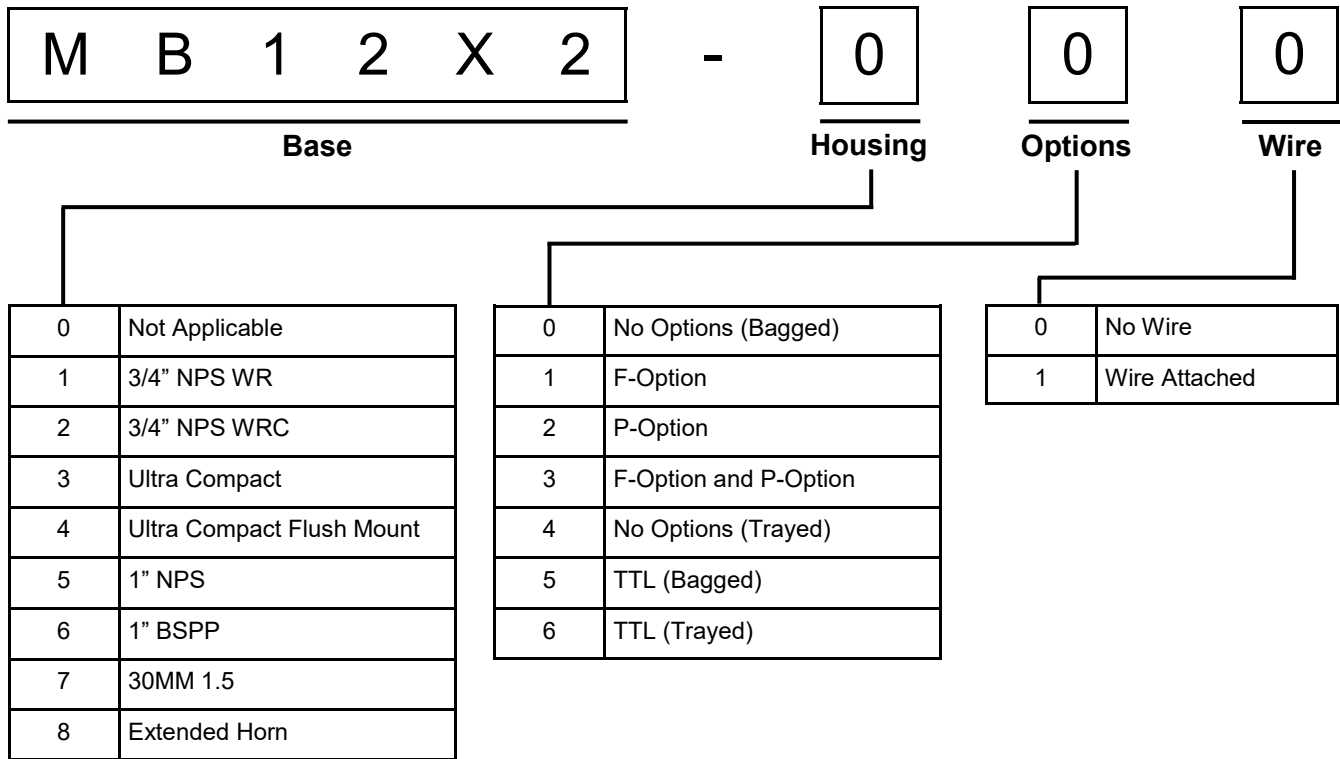 M B 1 2 X 2 - 0 0 0
Base Housing Options Wire
0 Not Applicable
1 3/4” NPS WR
2 3/4” NPS WRC
3 Ultra Compact
4 Ultra Compact Flush Mount
5 1” NPS
6 1” BSPP
7 30MM 1.5
8 Extended Horn
0 No Options (Bagged)
1 F-Option
2 P-Option
3 F-Option and P-Option
4 No Options (Trayed)
5 TTL (Bagged)
6 TTL (Trayed)
0 No Wire
1 Wire Attached